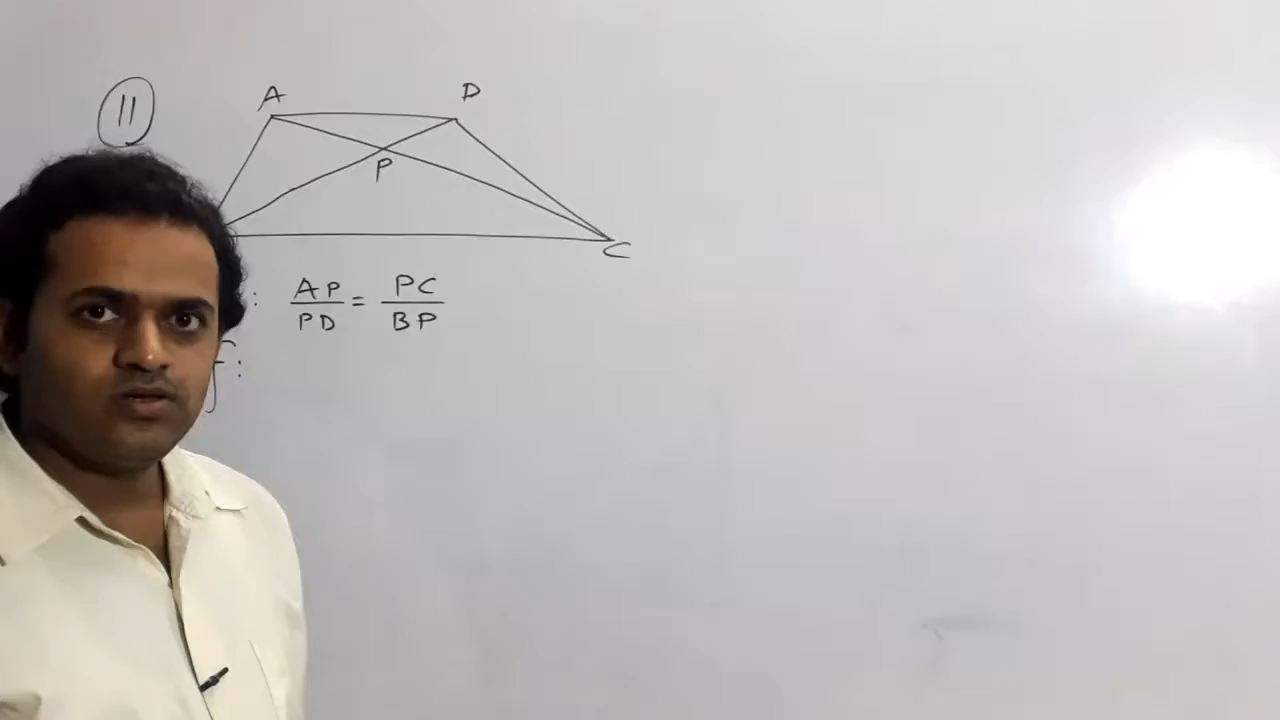 11
A D
P
C
: AP/PD = PC/BP
f: